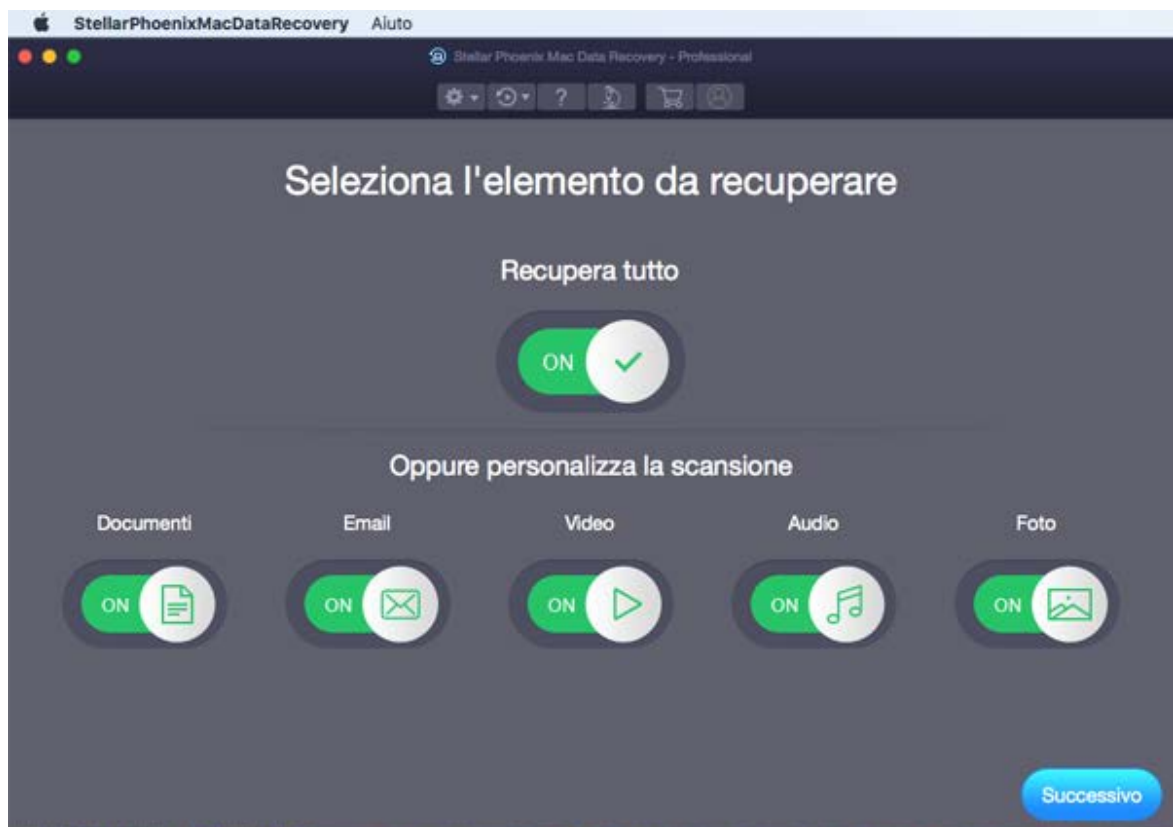 StellarPhoenixMacDataRecovery Aiuto
Stellar Phoenix Mac Data Recovery - Professional
?
Seleziona l'elemento da recuperare
Recupera tutto
ON
Oppure personalizza la scansione
Documenti Email Video Audio Foto
ON ON ON ON ON
Successivo